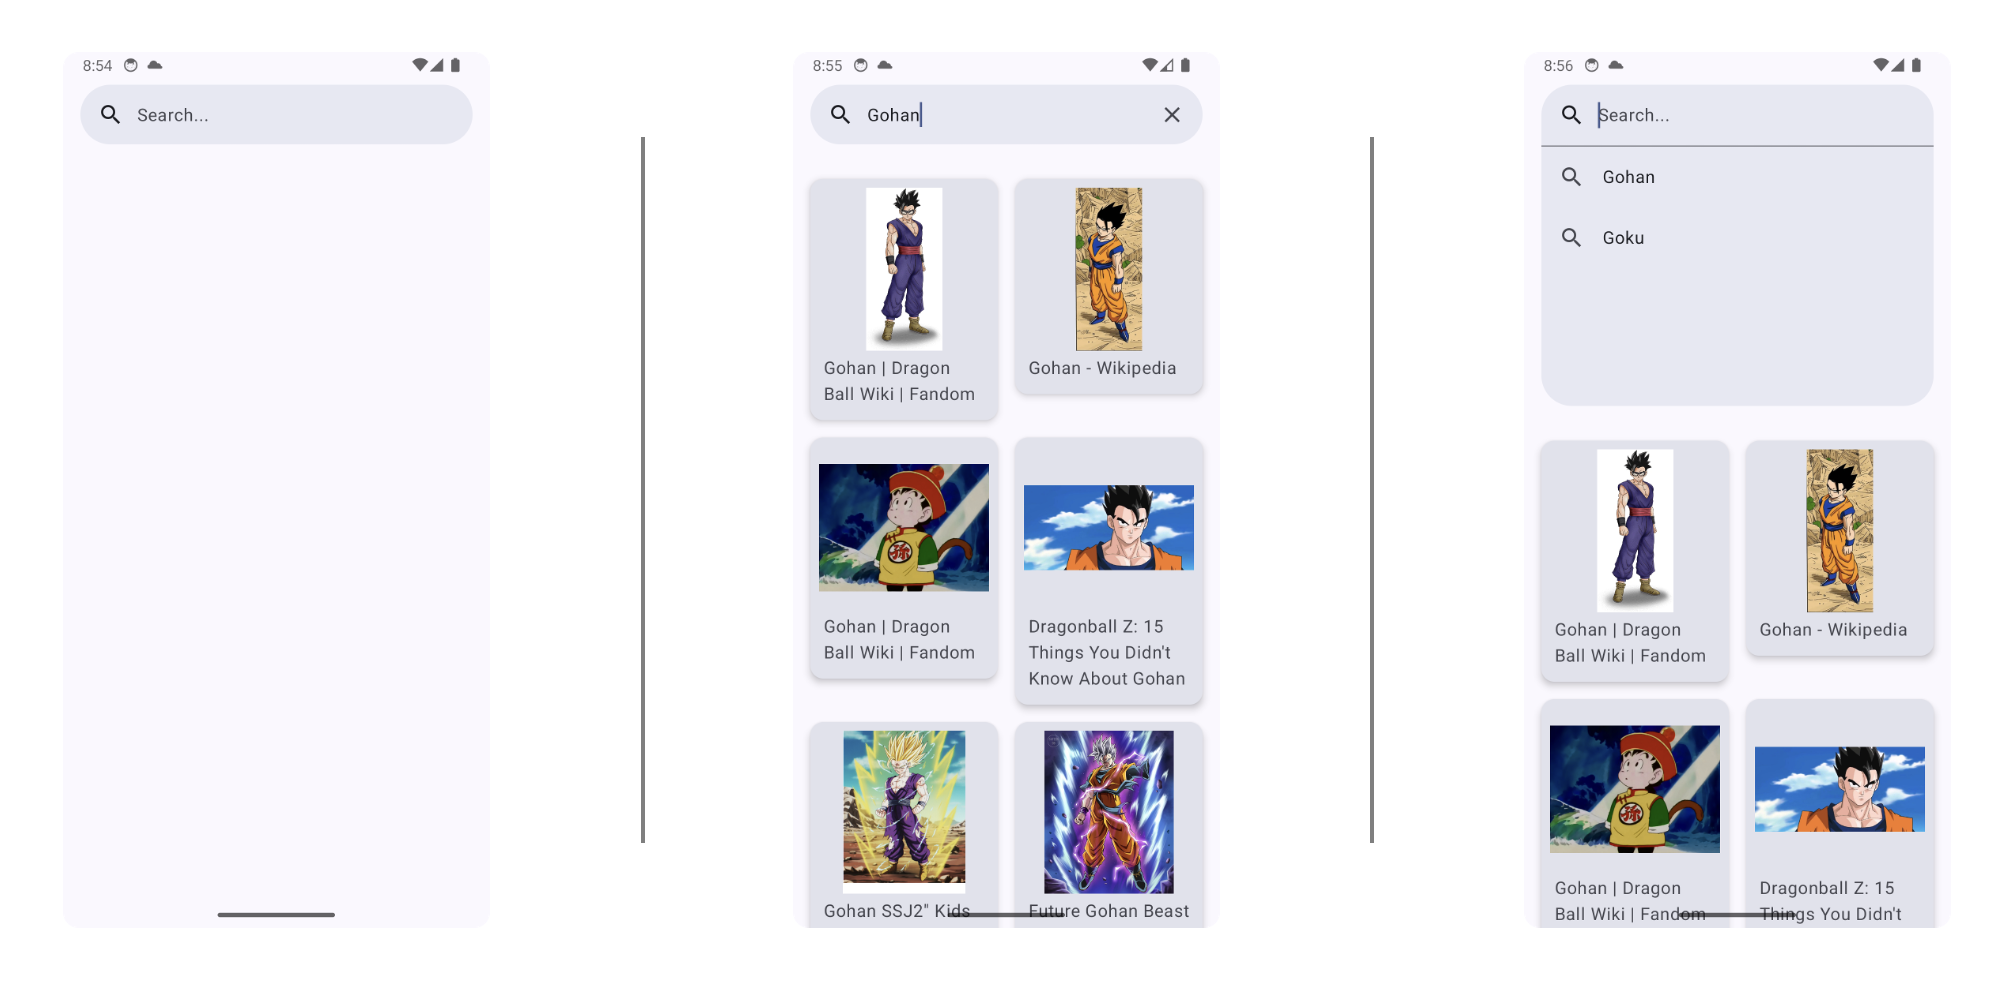 8:54
Search...
8:55
Gohan
Gohan | Dragon
Ball Wiki | Fandom
Gohan - Wikipedia
Gohan | Dragon
Ball Wiki | Fandom
Dragonball Z: 15
Things You Didn't
Know About Gohan
Gohan SSJ2" Kids
Future Gohan Beast
8:56
Search...
Gohan
Goku
Gohan | Dragon
Ball Wiki | Fandom
Gohan - Wikipedia
Gohan | Dragon
Ball Wiki | Fandom
Dragonball Z: 15
Things You Didn't